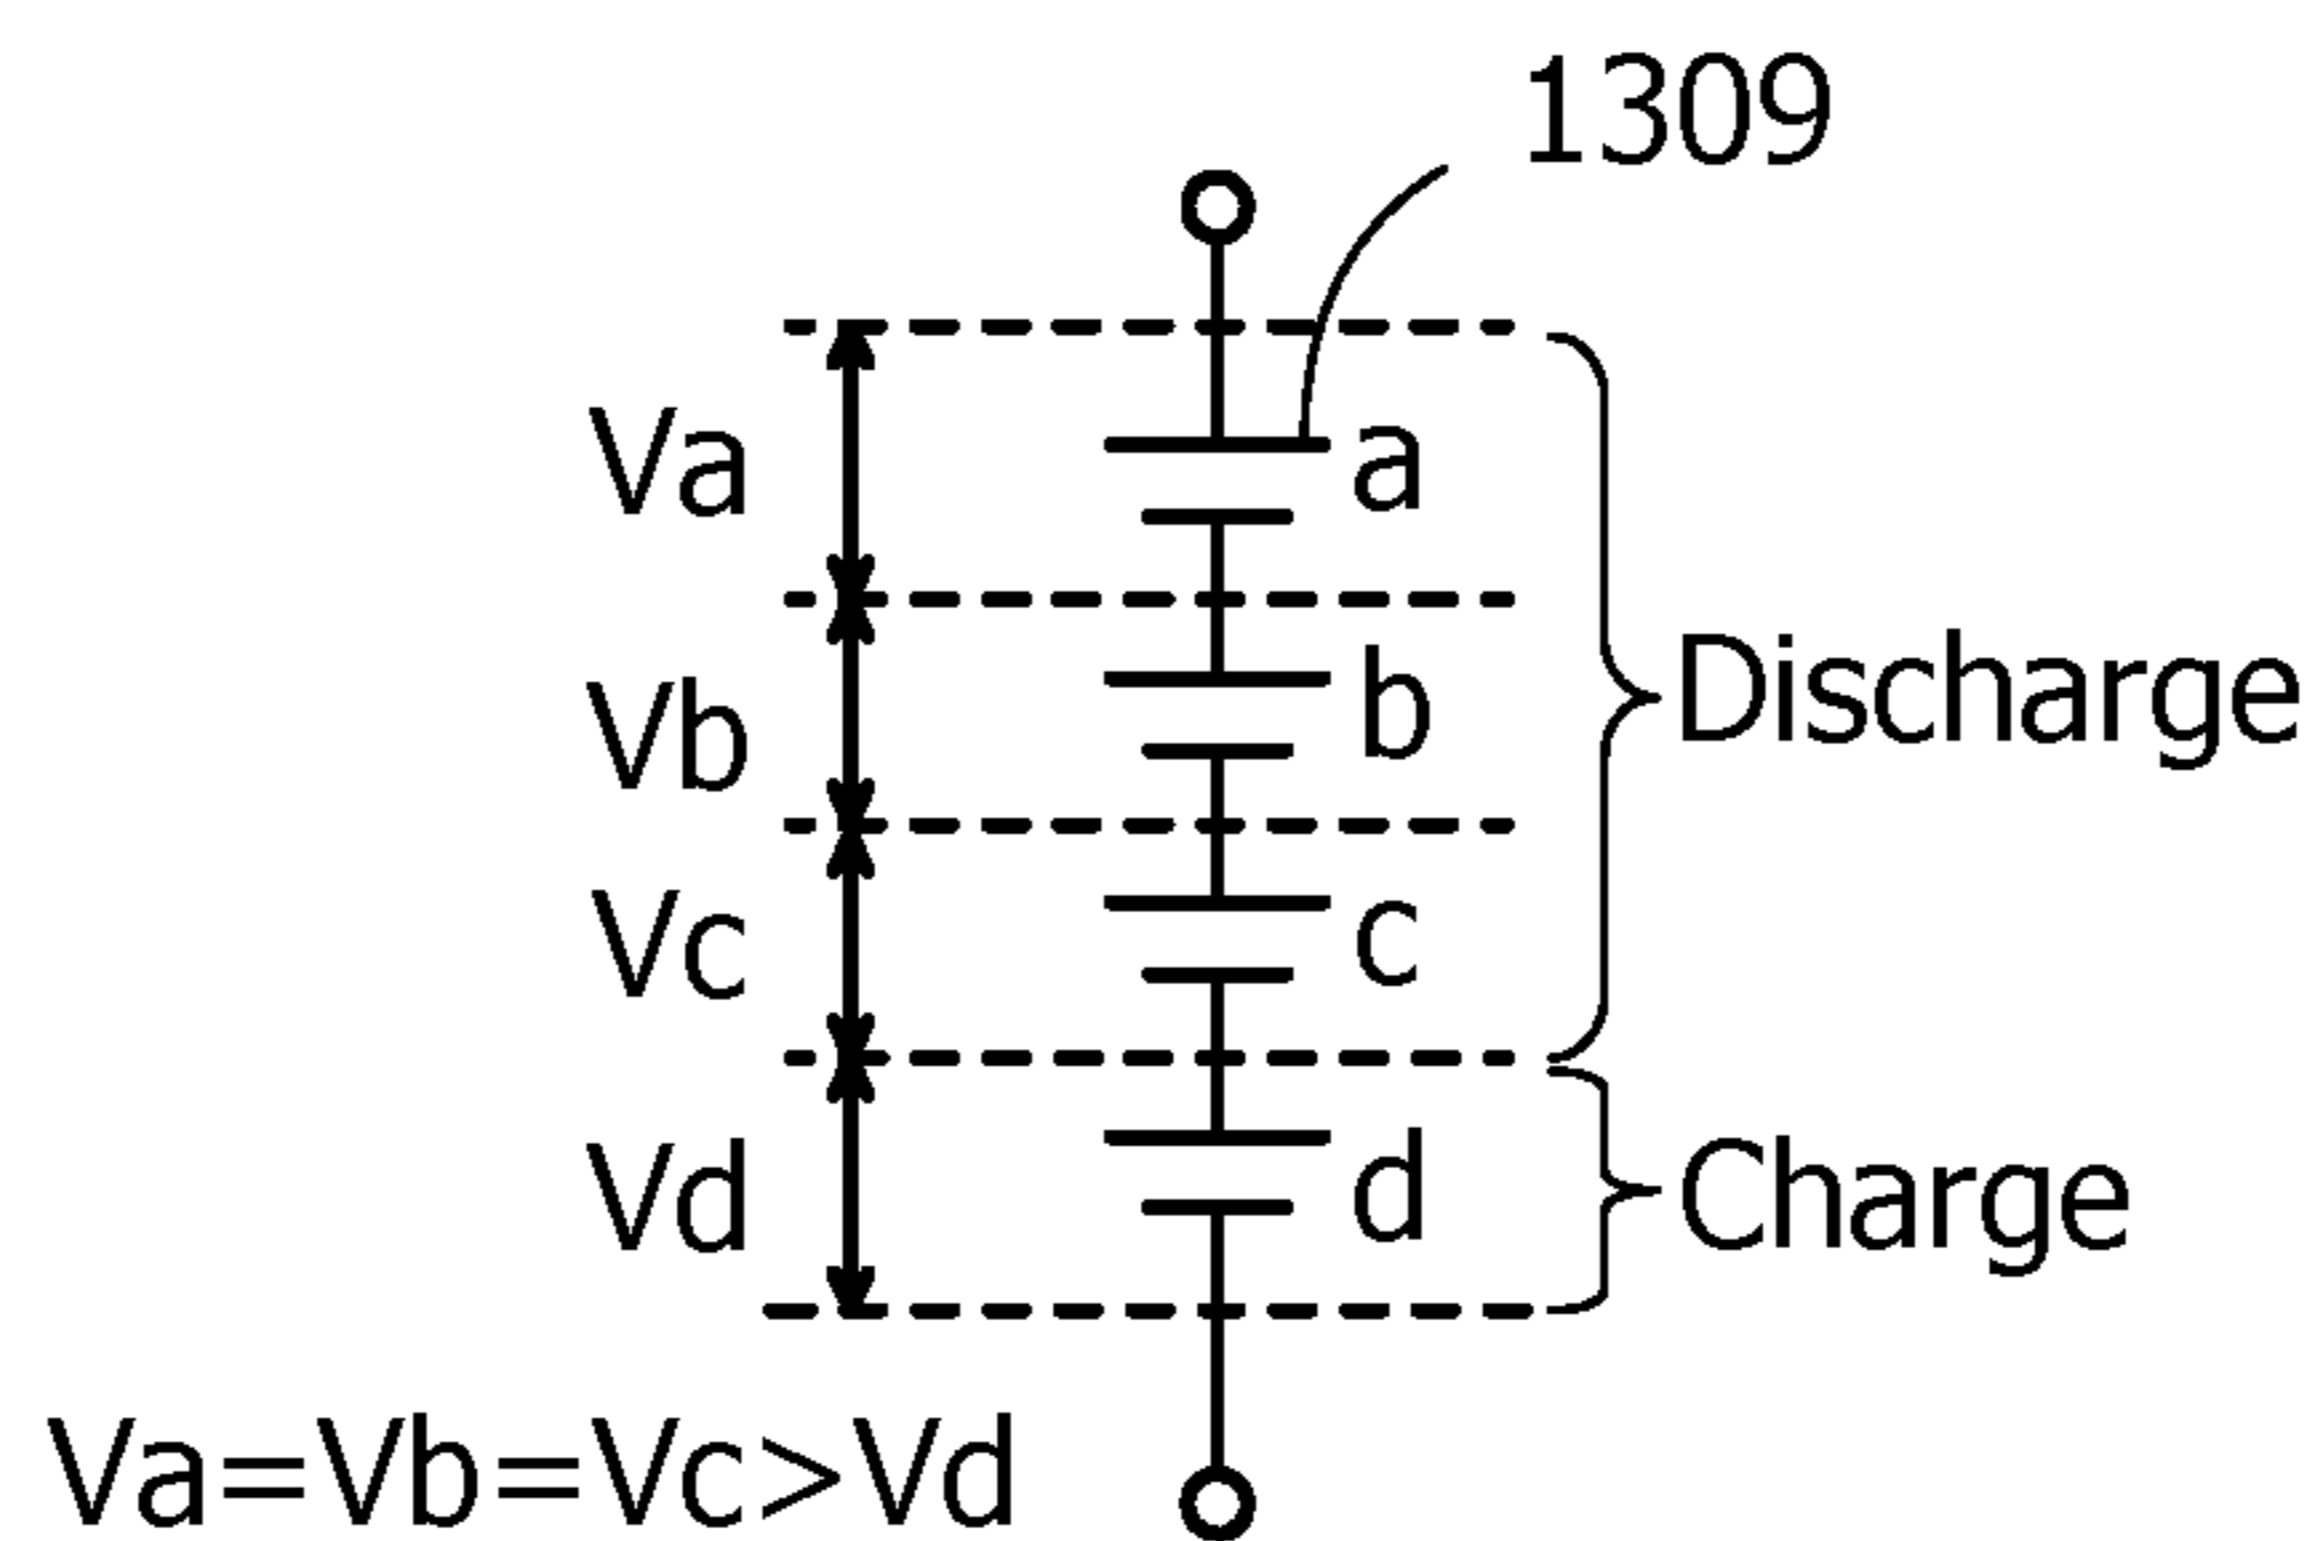 1309
Va
a
Vb
b
Discharge
Vc
c
Vd
d
Charge
Va=Vb=Vc>Vd